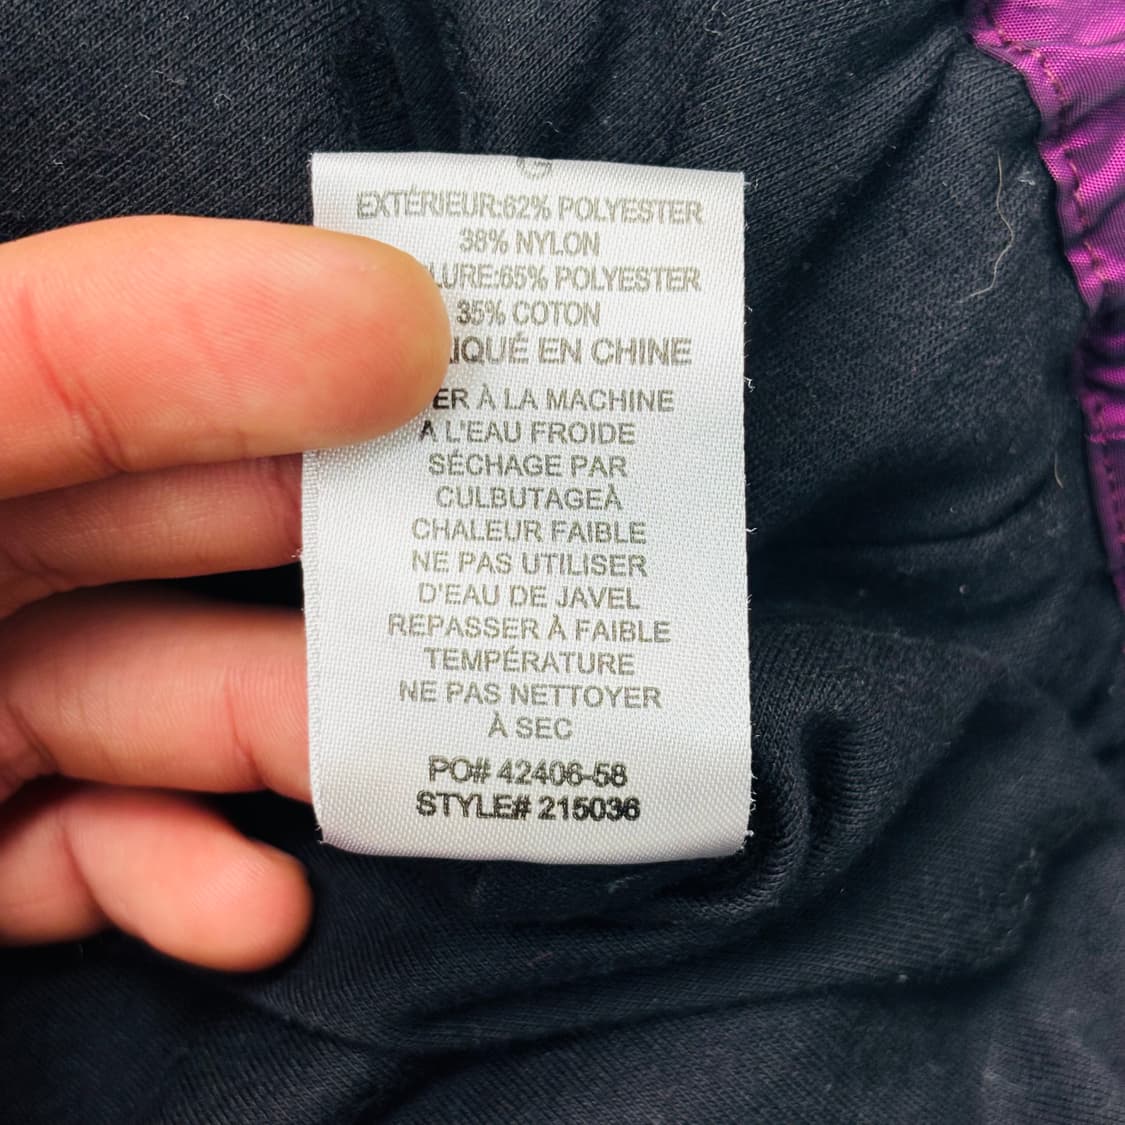 G
EXTÉRIEUR:62% POLYESTER
38% NYLON
LURE:65% POLYESTER
35% COTON
IQUÉ EN CHINE
ER À LA MACHINE
A L'EAU FROIDE
SÉCHAGE PAR
CULBUTAGEÀ
CHALEUR FAIBLE
NE PAS UTILISER
D'EAU DE JAVEL
REPASSER À FAIBLE
TEMPÉRATURE
NE PAS NETTOYER
À SEC
PO# 42406-58
STYLE# 215036